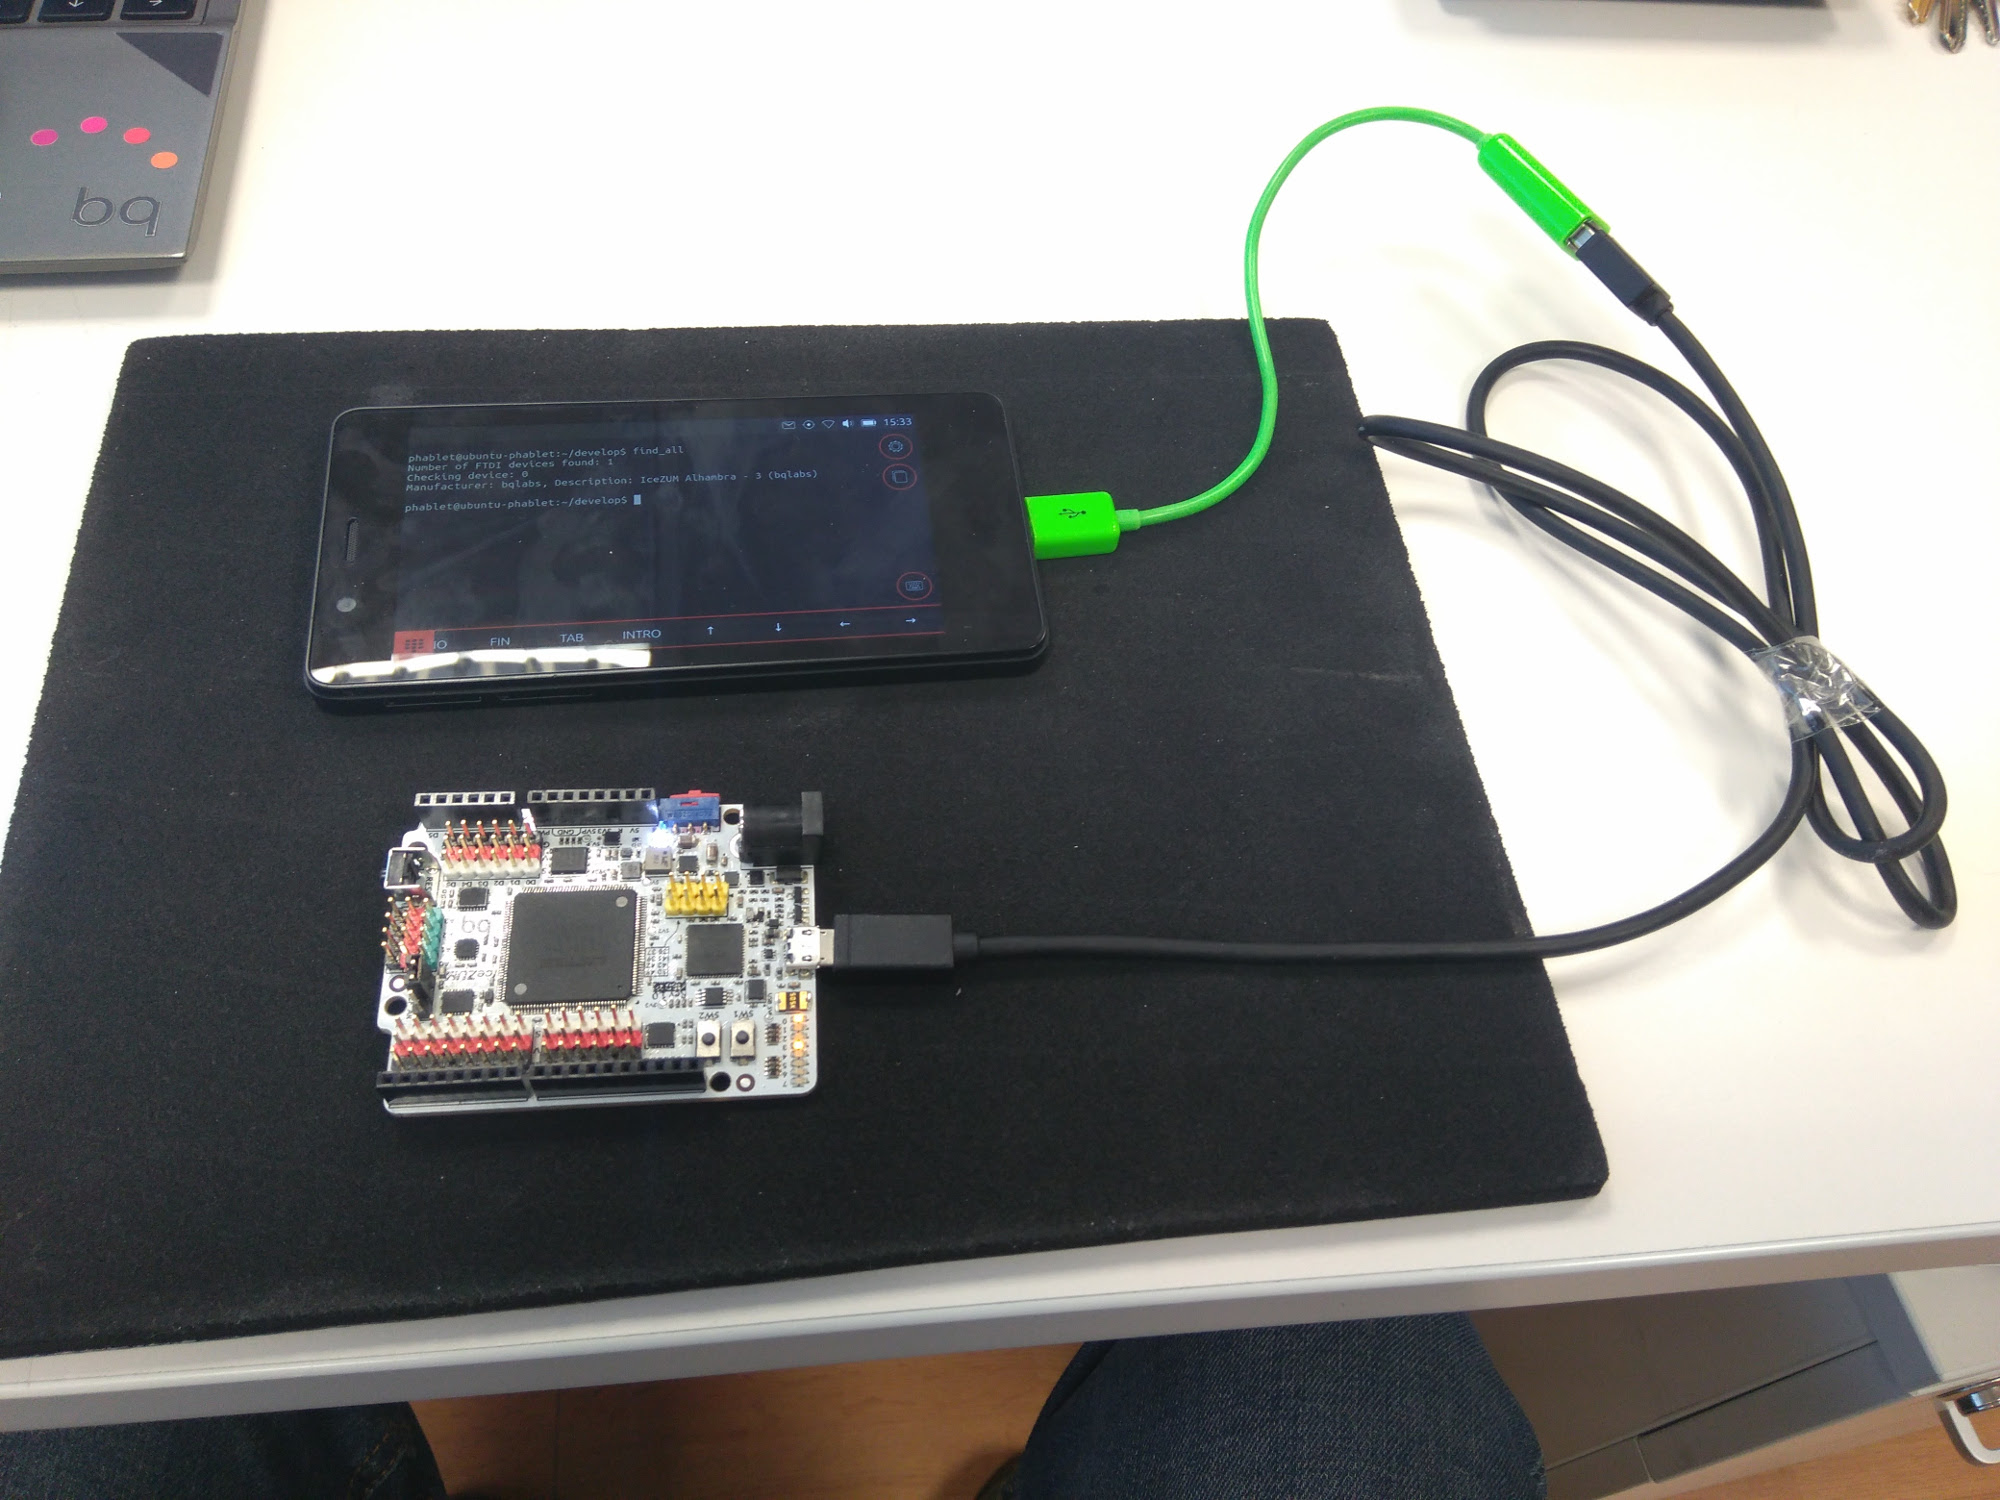 bq
15:33
phablet@ubuntu-phablet:~/develop$ find_all
Number of FTDI devices found: 1
Checking device: 0
Manufacturer: bqlabs, Description: IceZUM Alhambra - 3 (bqlabs)
phablet@ubuntu-phablet:~/develop$
IO FIN TAB INTRO ↑ ↓ ← →
bq
IceZUM
SW2 SW1